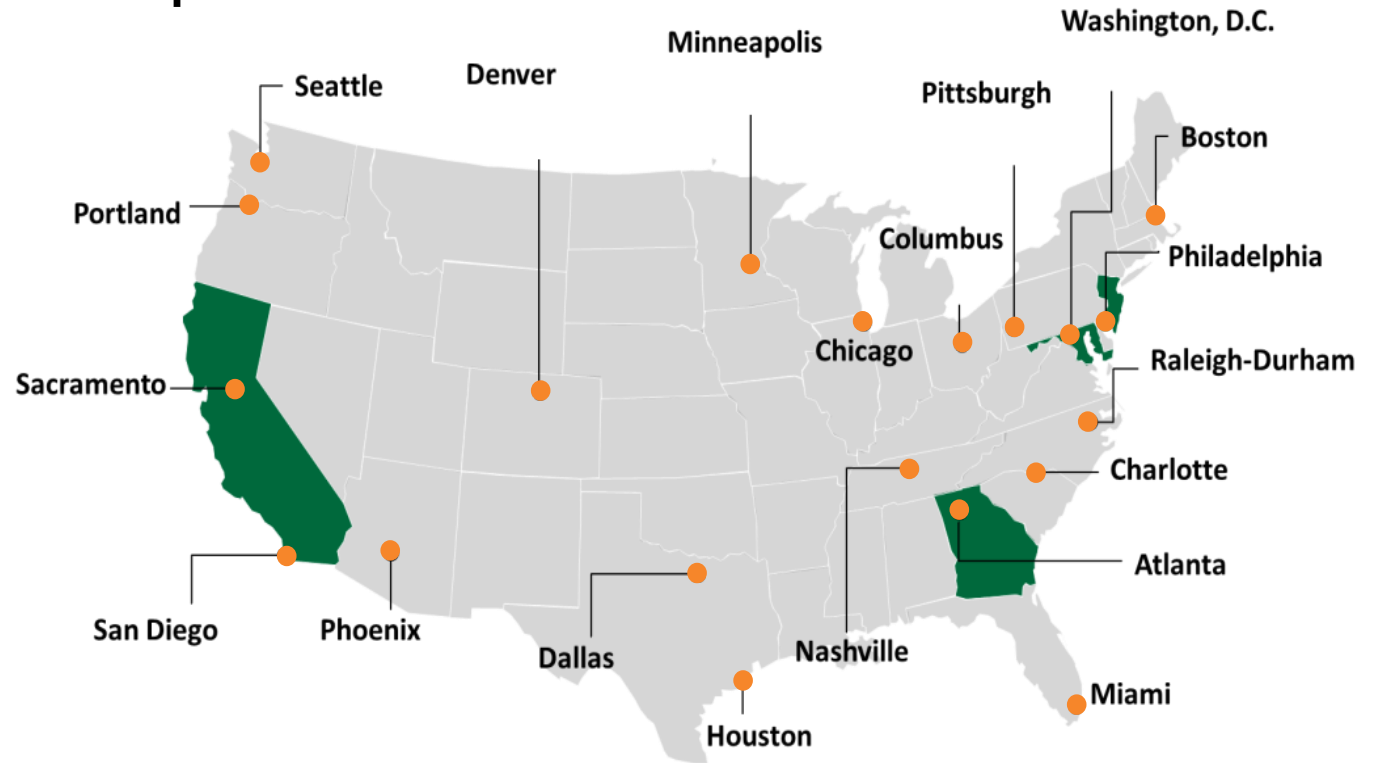 Washington, D.C.
Minneapolis
Denver
Seattle
Pittsburgh
Boston
Portland
Columbus
Philadelphia
Chicago
Raleigh-Durham
Sacramento
Charlotte
Atlanta
San Diego
Phoenix
Dallas
Nashville
Miami
Houston